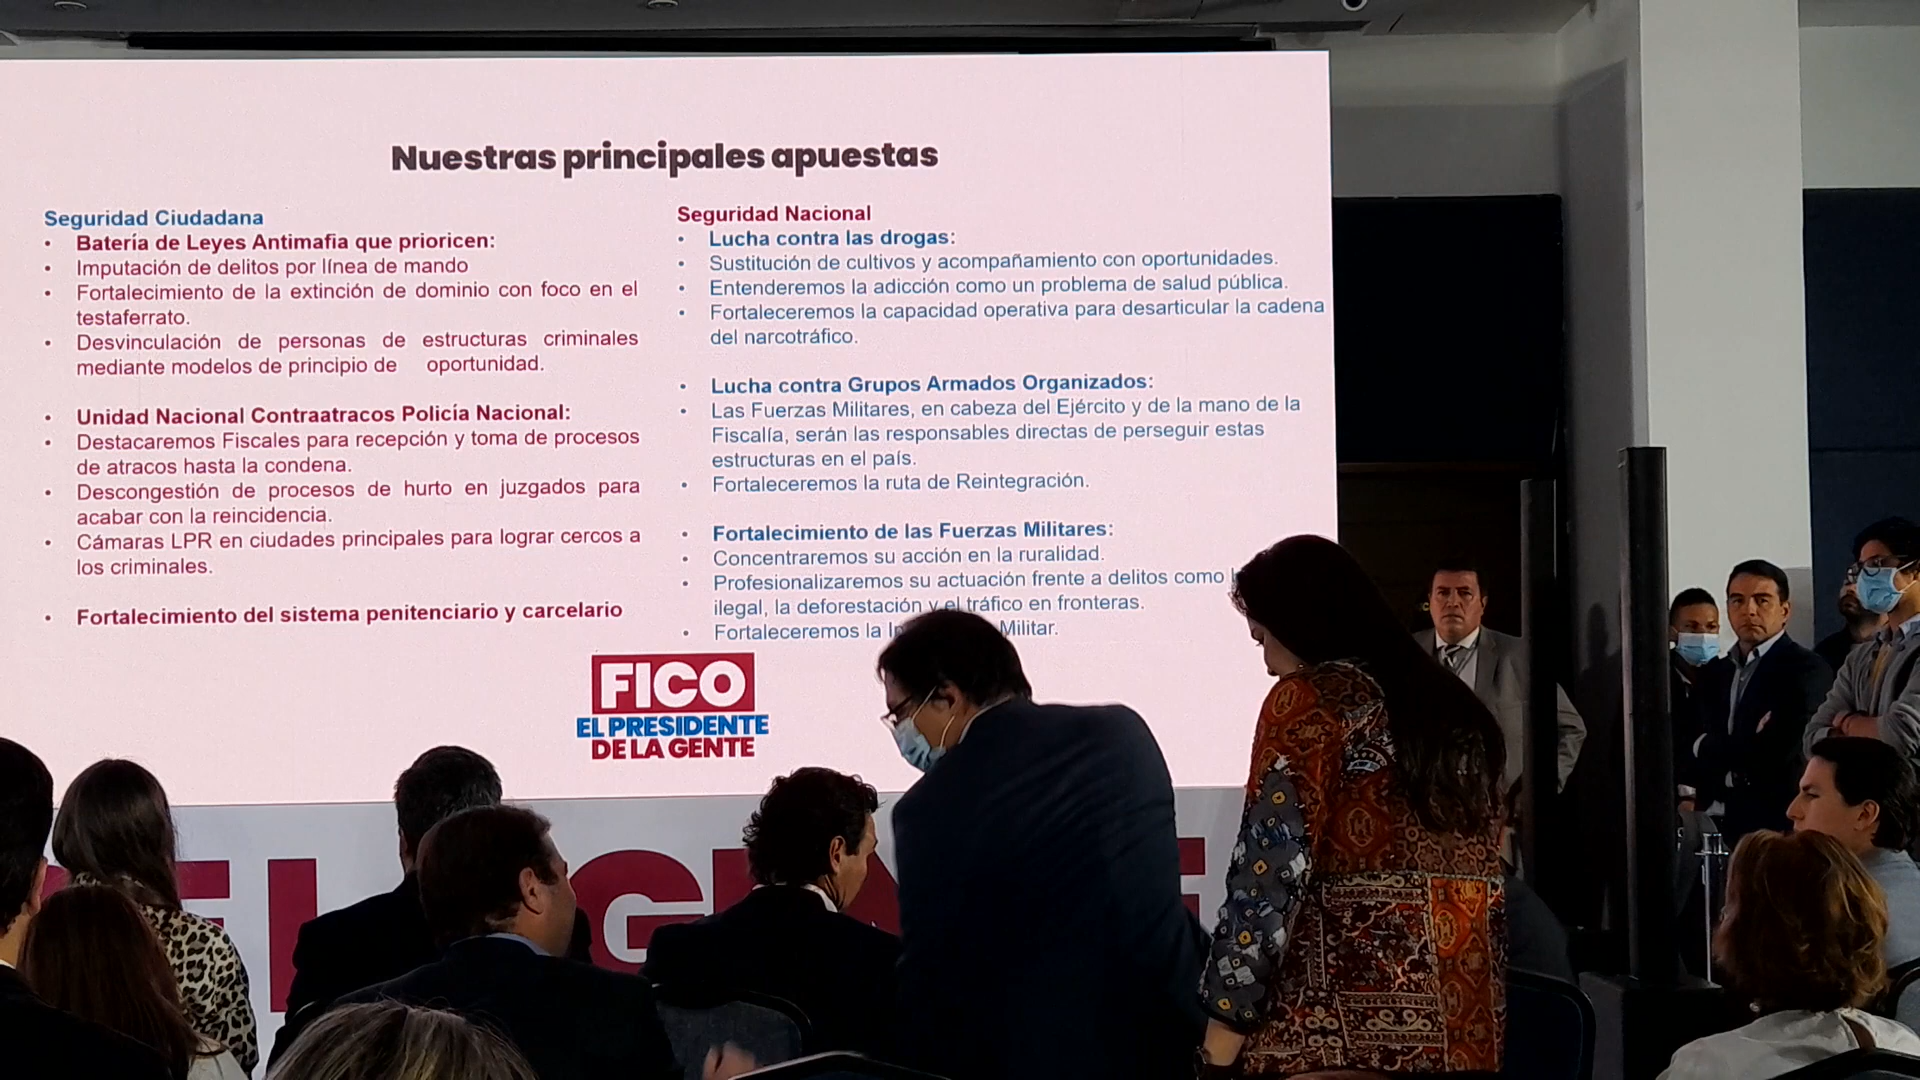 Nuestras principales apuestas
Seguridad Ciudadana
• Batería de Leyes Antimafia que prioricen:
• Imputación de delitos por línea de mando
• Fortalecimiento de la extinción de dominio con foco en el
testaferrato.
• Desvinculación de personas de estructuras criminales
mediante modelos de principio de oportunidad.
• Unidad Nacional Contraatracos Policía Nacional:
• Destacaremos Fiscales para recepción y toma de procesos
de atracos hasta la condena.
• Descongestión de procesos de hurto en juzgados para
acabar con la reincidencia.
• Cámaras LPR en ciudades principales para lograr cercos a
los criminales.
• Fortalecimiento del sistema penitenciario y carcelario
Seguridad Nacional
• Lucha contra las drogas:
• Sustitución de cultivos y acompañamiento con oportunidades.
• Entenderemos la adicción como un problema de salud pública.
• Fortaleceremos la capacidad operativa para desarticular la cadena
del narcotráfico.
• Lucha contra Grupos Armados Organizados:
• Las Fuerzas Militares, en cabeza del Ejército y de la mano de la
Fiscalía, serán las responsables directas de perseguir estas
estructuras en el país.
• Fortaleceremos la ruta de Reintegración.
• Fortalecimiento de las Fuerzas Militares:
• Concentraremos su acción en la ruralidad.
• Profesionalizaremos su actuación frente a delitos como
ilegal, la deforestación y el tráfico en fronteras.
• Fortaleceremos la Militar.
FICO
EL PRESIDENTE
DE LA GENTE